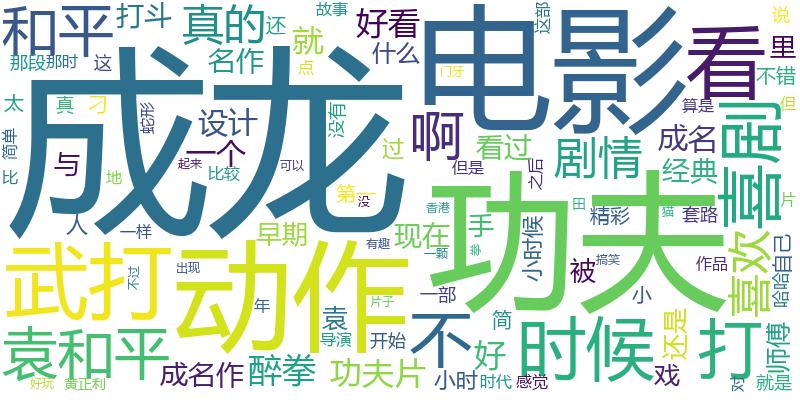 和平
打斗
真的
还
故事
就
好看
什么
这部
电影
看
说
里
那段
那时
这
名作
点
门牙
不错
成龙
太
真
刁
蛇形
设计
没有
啊
算是
但
简单
与
一个
过
看过
剧情
成名
喜剧
比
地
比较
起来
可以
第一
但是
之后
经典
人
一样
没
香港
功夫
田
猫
片
武打
动作
早期
现在
手
小时候
精彩
套路
喜欢
自己
不过
出现
有趣
拳
一颗
被
搞笑
作品
哈哈
年
片子
一部
小
袁和平
袁
导演
开始
不
简
时候
还是
打
师傅
好
成名作
醉拳
功夫片
小时
时代
感觉
戏
对
就是
好玩
黄正利